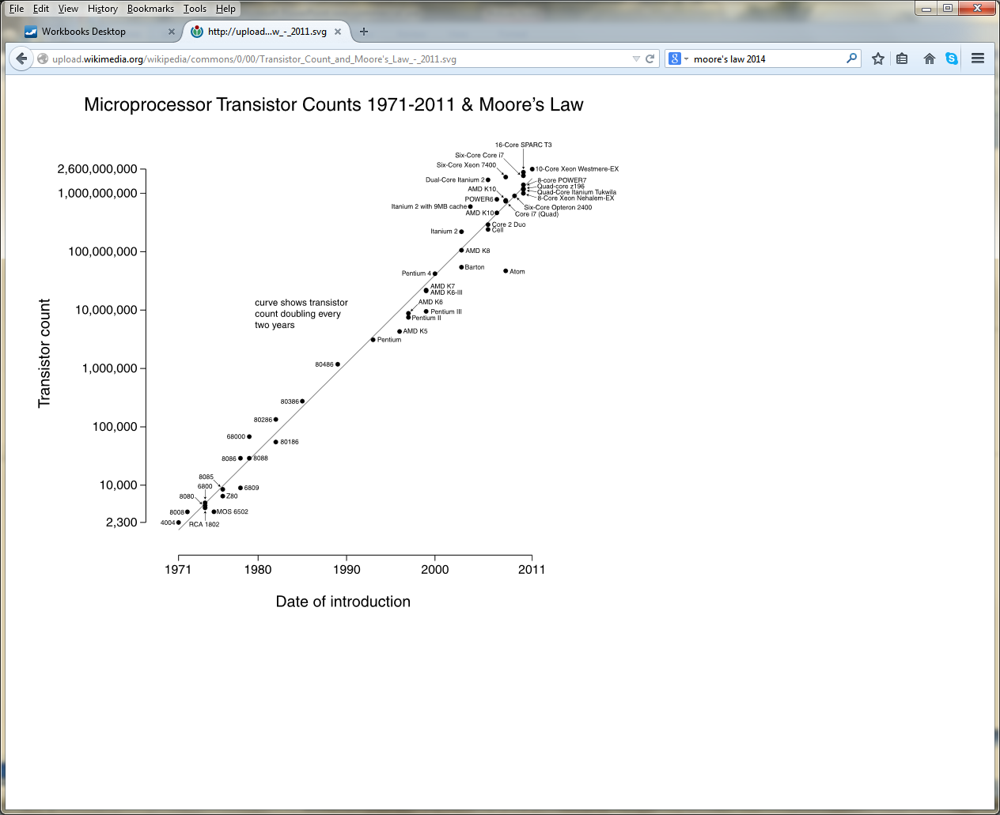 File Edit View History Bookmarks Tools Help
Workbooks Desktop
http://upload...w_-_2011.svg
upload.wikimedia.org/wikipedia/commons/0/00/Transistor_Count_and_Moore's_Law_-_2011.svg
moore's law 2014
Microprocessor Transistor Counts 1971-2011 & Moore's Law
16-Core SPARC T3
Six-Core Core i7
Six-Core Xeon 7400
2,600,000,000
10-Core Xeon Westmere-EX
Dual-Core Itanium 2
8-core POWER7
Quad-core z196
AMD K10
1,000,000,000
Quad-Core Itanium Tukwila
8-Core Xeon Nehalem-EX
POWER6
Itanium 2 with 9MB cache
Six-Core Opteron 2400
AMD K10
Core i7 (Quad)
Core 2 Duo
Cell
Itanium 2
100,000,000
AMD K8
Barton
Atom
Pentium 4
AMD K7
AMD K6-III
AMD K6
curve shows transistor
count doubling every
two years
10,000,000
Pentium III
Pentium II
AMD K5
Pentium
Transistor count
80486
1,000,000
80386
80286
100,000
68000
80186
8086
8088
8085
6800
10,000
6809
8080
Z80
8008
MOS 6502
2,300
4004
RCA 1802
1971
1980
1990
2000
2011
Date of introduction